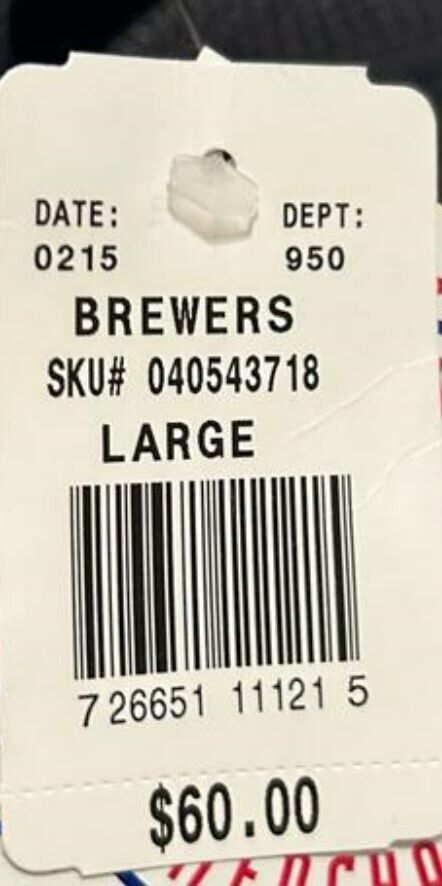 DATE: DEPT:
0215 950
BREWERS
SKU# 040543718
LARGE
7 26651 11121 5
$60.00